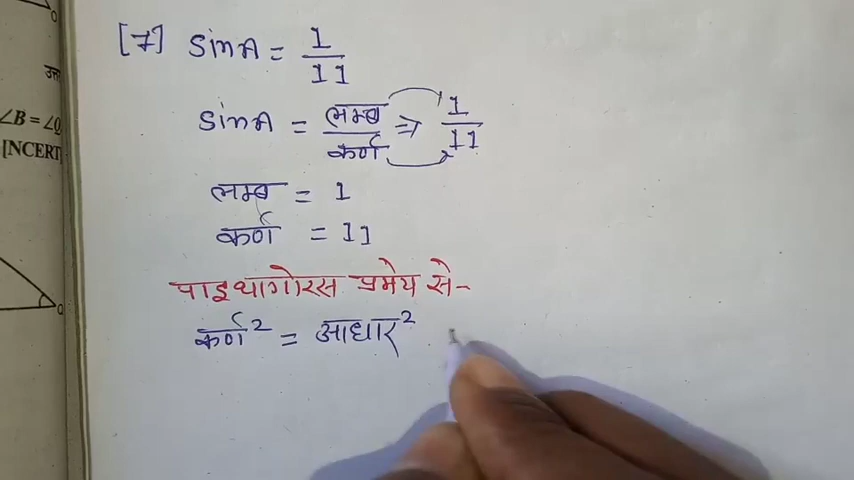 उत्त
∠B = ∠Q
[NCERT
[7] sinA = 1/11
sinA = लम्ब/कर्ण ⇒ 1/11
लम्ब = 1
कर्ण = 11
पाइथागोरस प्रमेय से-
कर्ण² = आधार²